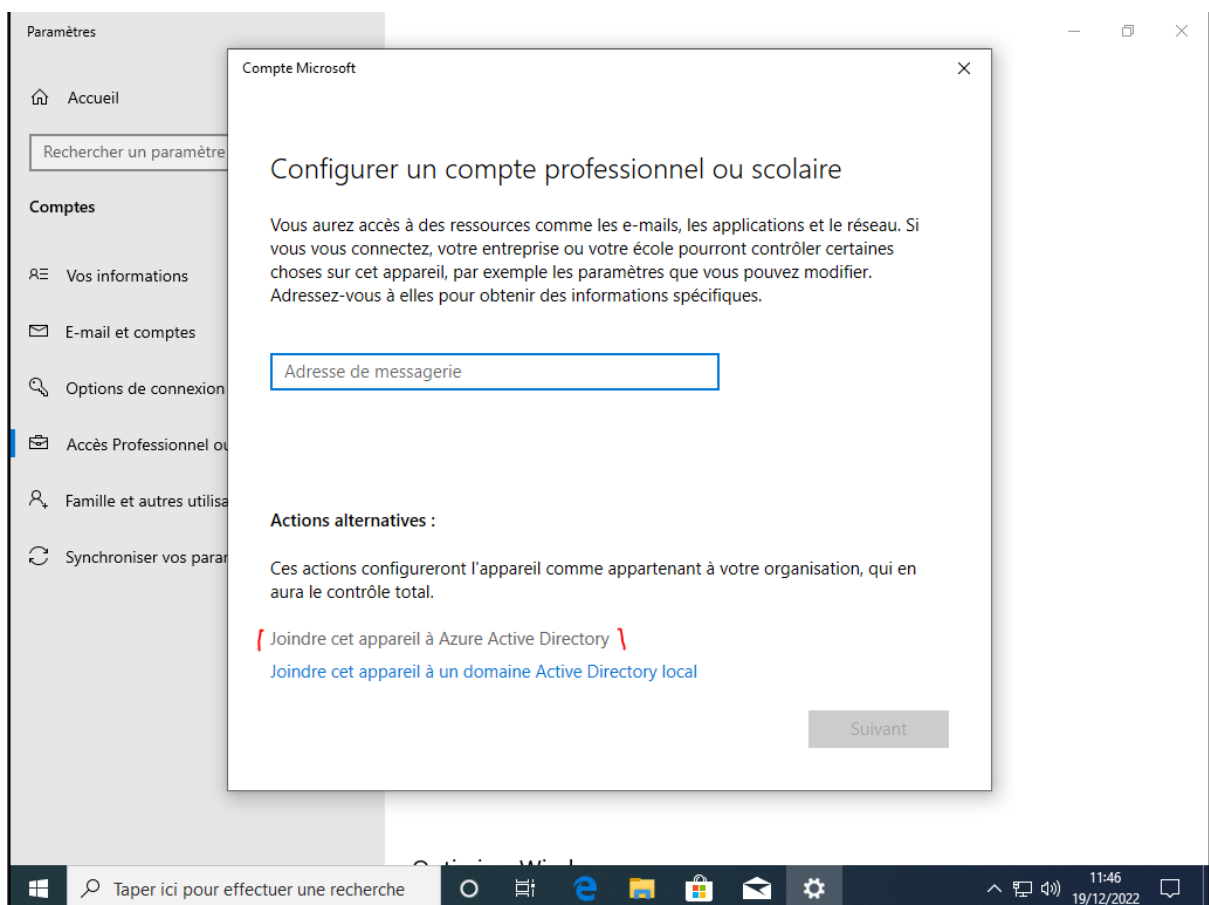 Paramètres
Compte Microsoft
Accueil
Rechercher un paramètre
Comptes
Vos informations
E-mail et comptes
Options de connexion
Accès Professionnel ou
Famille et autres utilisa
Synchroniser vos parar
Configurer un compte professionnel ou scolaire
Vous aurez accès à des ressources comme les e-mails, les applications et le réseau. Si
vous vous connectez, votre entreprise ou votre école pourront contrôler certaines
choses sur cet appareil, par exemple les paramètres que vous pouvez modifier.
Adressez-vous à elles pour obtenir des informations spécifiques.
Adresse de messagerie
Actions alternatives :
Ces actions configureront l'appareil comme appartenant à votre organisation, qui en
aura le contrôle total.
Joindre cet appareil à Azure Active Directory
Joindre cet appareil à un domaine Active Directory local
Suivant
Taper ici pour effectuer une recherche
11:46
19/12/2022